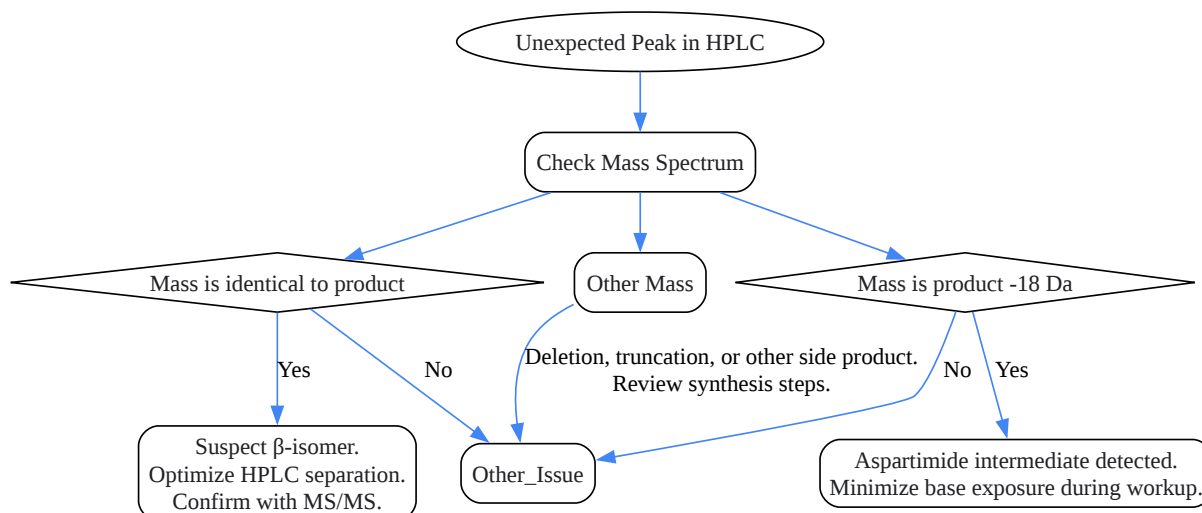 Unexpected Peak in HPLC
Check Mass Spectrum
Mass is identical to product
Other Mass
Mass is product -18 Da
Deletion, truncation, or other side product.
Review synthesis steps.
Yes
No
No
Yes
Suspect β-isomer.
Optimize HPLC separation.
Confirm with MS/MS.
Other_Issue
Aspartimide intermediate detected.
Minimize base exposure during workup.